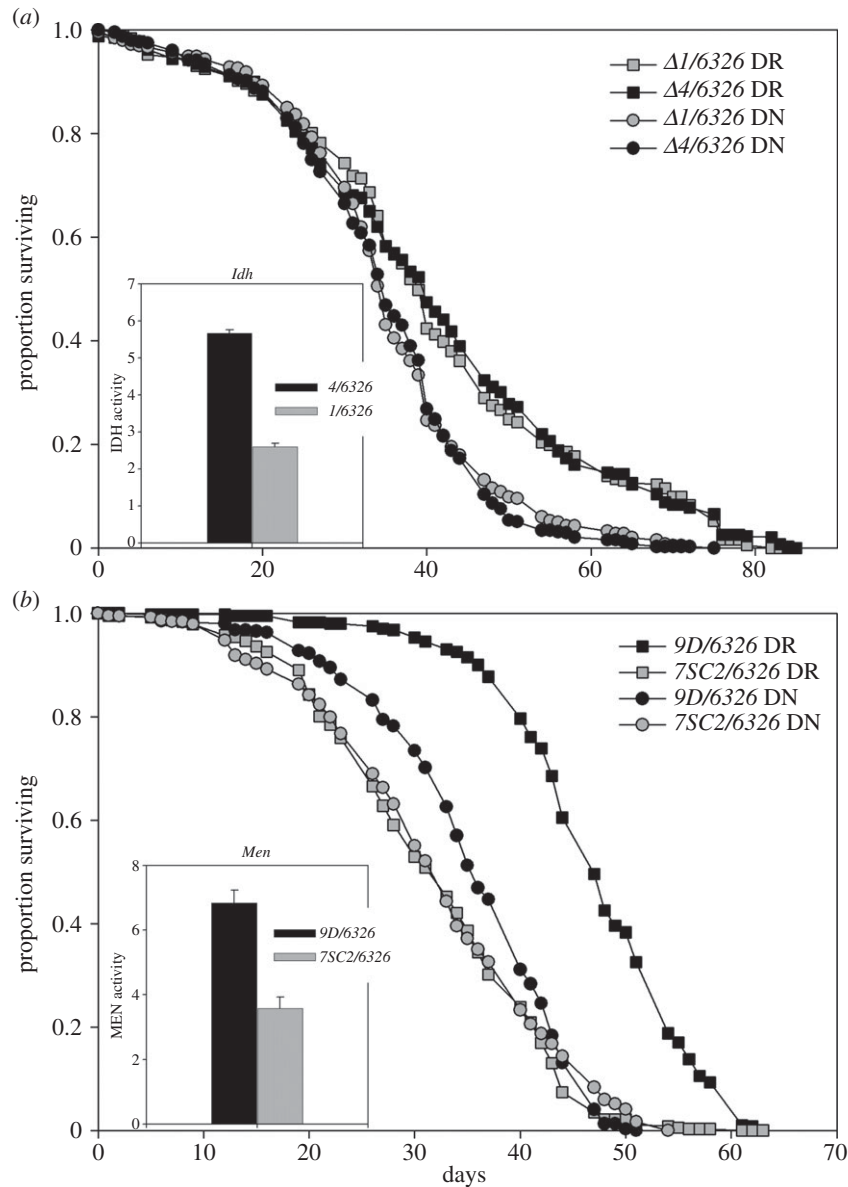 (a)
1.0
0.8
0.6
0.4
0.2
0
proportion surviving
Δ1/6326 DR
Δ4/6326 DR
Δ1/6326 DN
Δ4/6326 DN
Idh
7
6
5
4
3
2
1
0
IDH activity
4/6326
1/6326
0 20 40 60 80
(b)
1.0
0.8
0.6
0.4
0.2
0
proportion surviving
9D/6326 DR
7SC2/6326 DR
9D/6326 DN
7SC2/6326 DN
Men
8
6
4
2
0
MEN activity
9D/6326
7SC2/6326
0 10 20 30 40 50 60 70
days